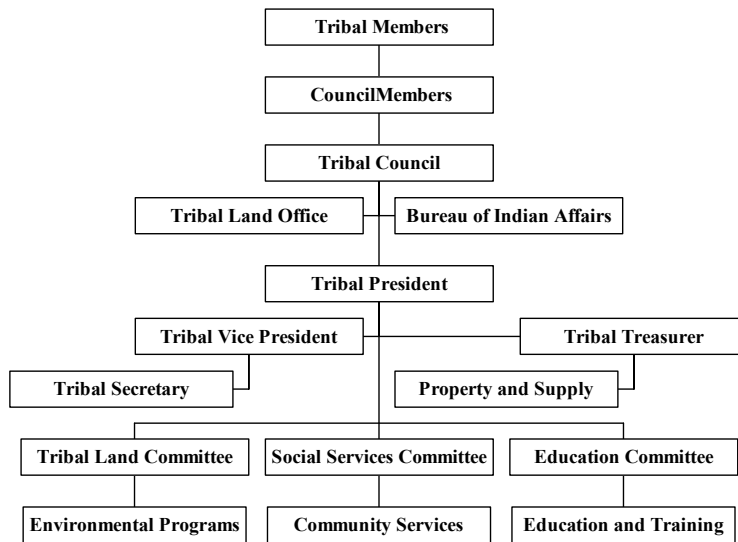 Tribal Members
CouncilMembers
Tribal Council
Tribal Land Office
Bureau of Indian Affairs
Tribal President
Tribal Vice President
Tribal Treasurer
Tribal Secretary
Property and Supply
Tribal Land Committee
Social Services Committee
Education Committee
Environmental Programs
Community Services
Education and Training